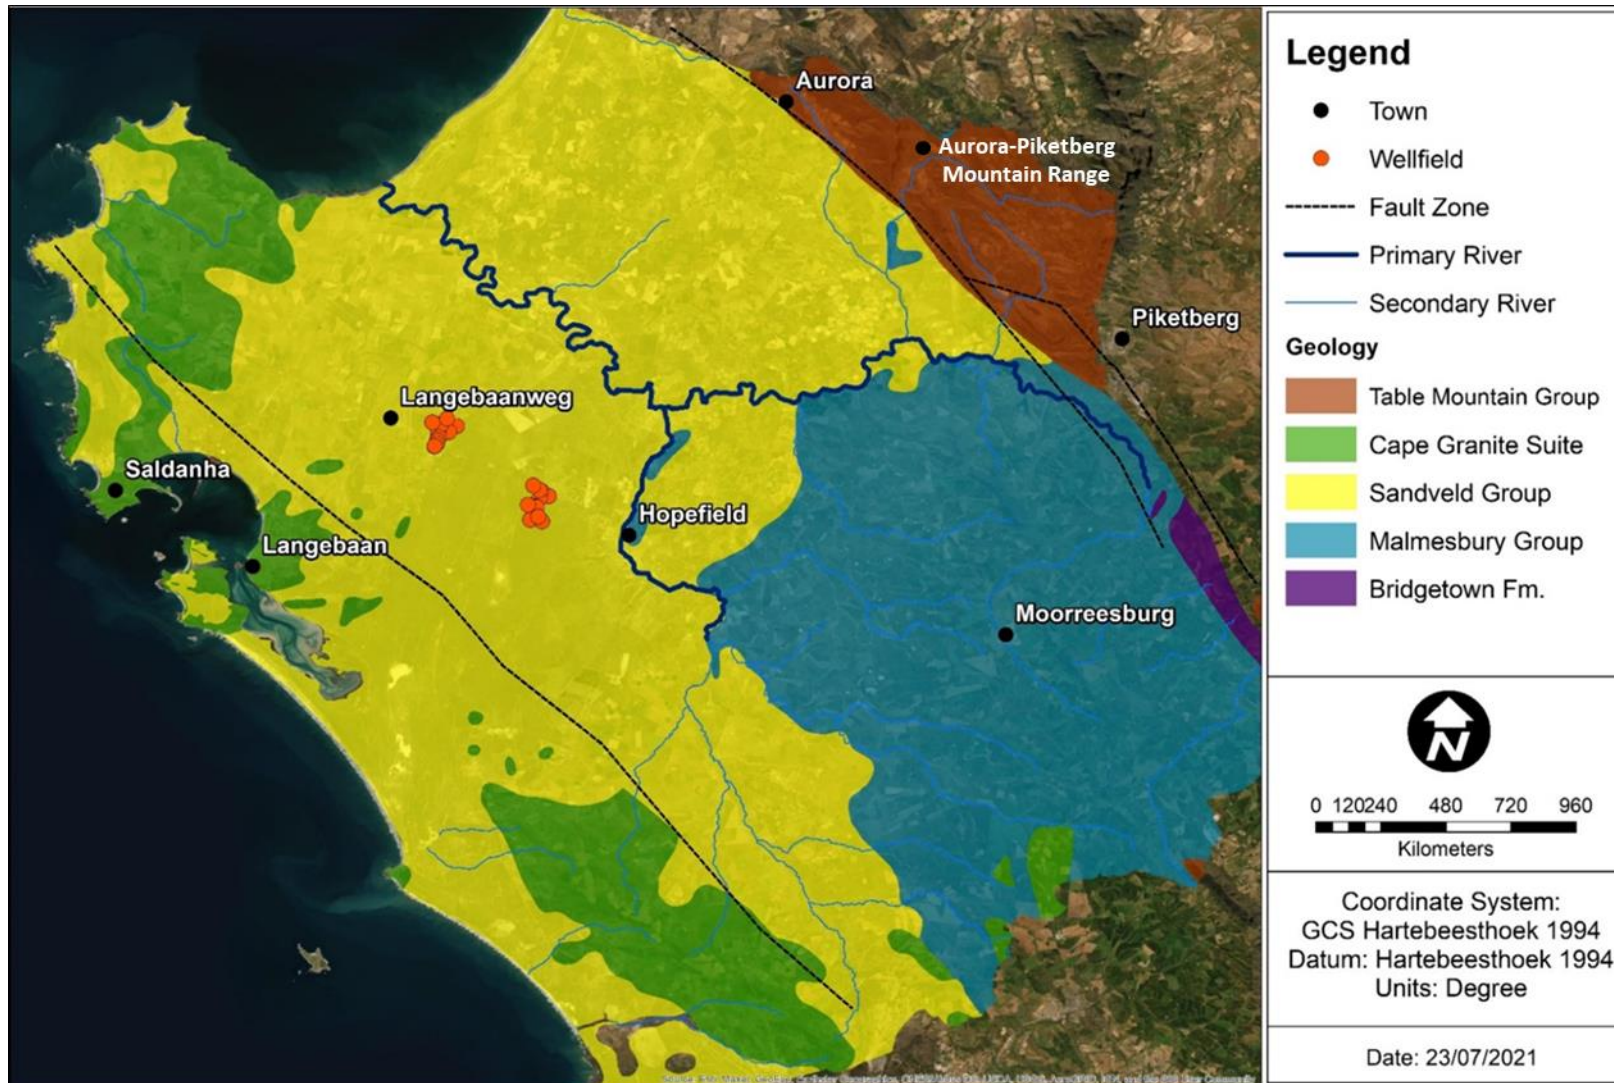 Aurora
Aurora-Piketberg
Mountain Range
Piketberg
Langebaanweg
Saldanha
Hopefield
Langebaan
Moorreesburg
Legend
Town
Wellfield
Fault Zone
Primary River
Secondary River
Geology
Table Mountain Group
Cape Granite Suite
Sandveld Group
Malmesbury Group
Bridgetown Fm.
N
0 120240 480 720 960
Kilometers
Coordinate System:
GCS Hartebeesthoek 1994
Datum: Hartebeesthoek 1994
Units: Degree
Date: 23/07/2021